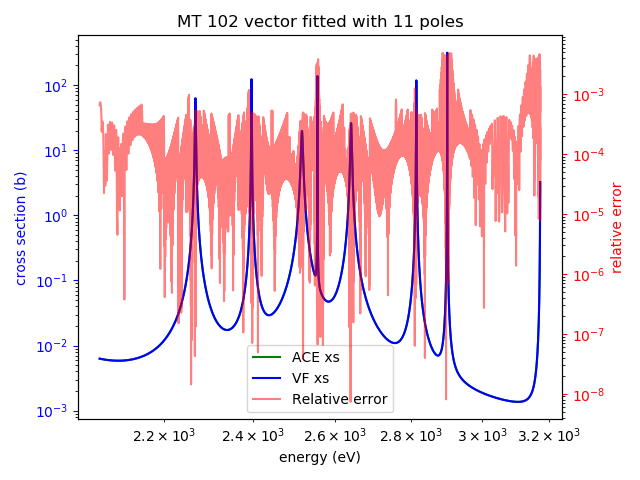 MT 102 vector fitted with 11 poles
cross section (b)
10² 10¹ 10⁰ 10⁻¹ 10⁻² 10⁻³
10⁻³ 10⁻⁴ 10⁻⁵ 10⁻⁶ 10⁻⁷ 10⁻⁸
relative error
ACE xs
VF xs
Relative error
2.2 × 10³ 2.4 × 10³ 2.6 × 10³ 2.8 × 10³ 3 × 10³ 3.2 × 10³
energy (eV)